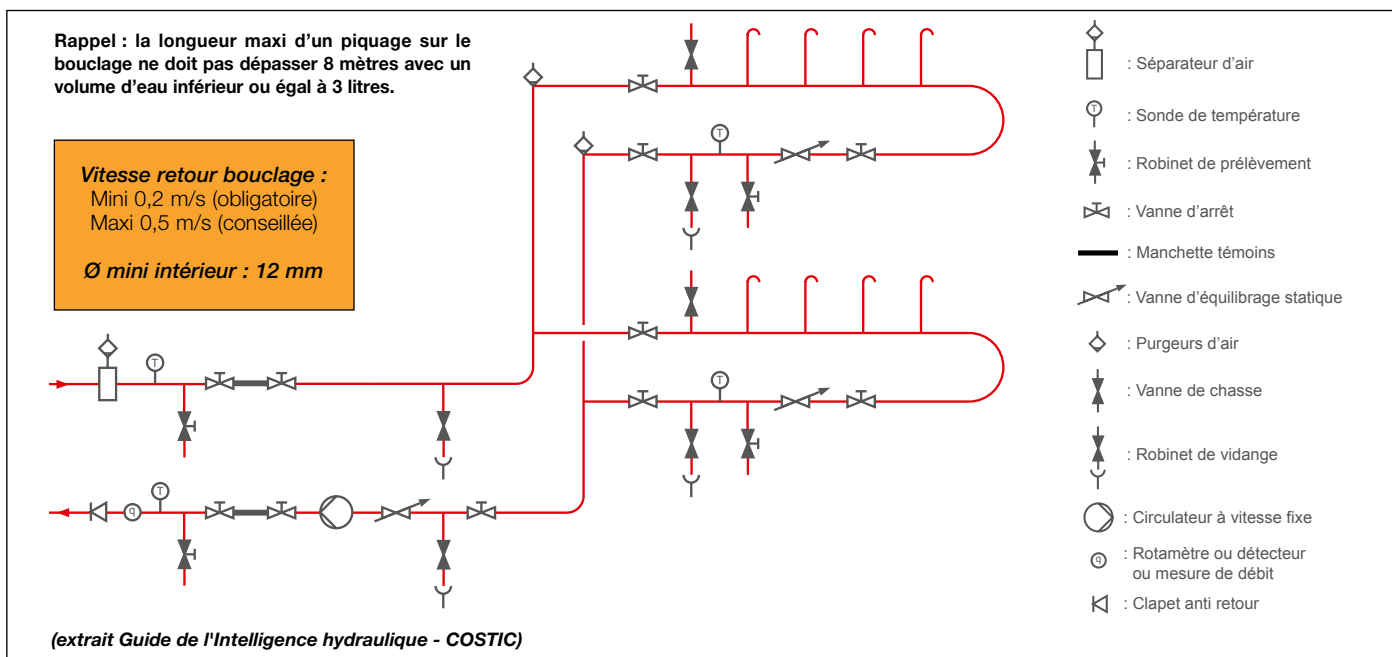 Rappel : la longueur maxi d'un piquage sur le
bouclage ne doit pas dépasser 8 mètres avec un
volume d'eau inférieur ou égal à 3 litres.
Vitesse retour bouclage :
Mini 0,2 m/s (obligatoire)
Maxi 0,5 m/s (conseillée)
Ø mini intérieur : 12 mm
T
T
T
T
q
T
: Séparateur d'air
T
: Sonde de température
: Robinet de prélèvement
: Vanne d'arrêt
: Manchette témoins
: Vanne d'équilibrage statique
: Purgeurs d'air
: Vanne de chasse
: Robinet de vidange
: Circulateur à vitesse fixe
q
: Rotamètre ou détecteur
ou mesure de débit
: Clapet anti retour
(extrait Guide de l'Intelligence hydraulique - COSTIC)